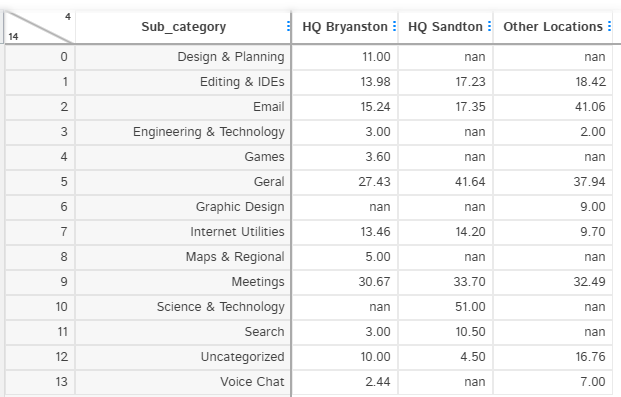 4
14 Sub_category HQ Bryanston HQ Sandton Other Locations
0 Design & Planning 11.00 nan nan
1 Editing & IDEs 13.98 17.23 18.42
2 Email 15.24 17.35 41.06
3 Engineering & Technology 3.00 nan 2.00
4 Games 3.60 nan nan
5 Geral 27.43 41.64 37.94
6 Graphic Design nan nan 9.00
7 Internet Utilities 13.46 14.20 9.70
8 Maps & Regional 5.00 nan nan
9 Meetings 30.67 33.70 32.49
10 Science & Technology nan 51.00 nan
11 Search 3.00 10.50 nan
12 Uncategorized 10.00 4.50 16.76
13 Voice Chat 2.44 nan 7.00